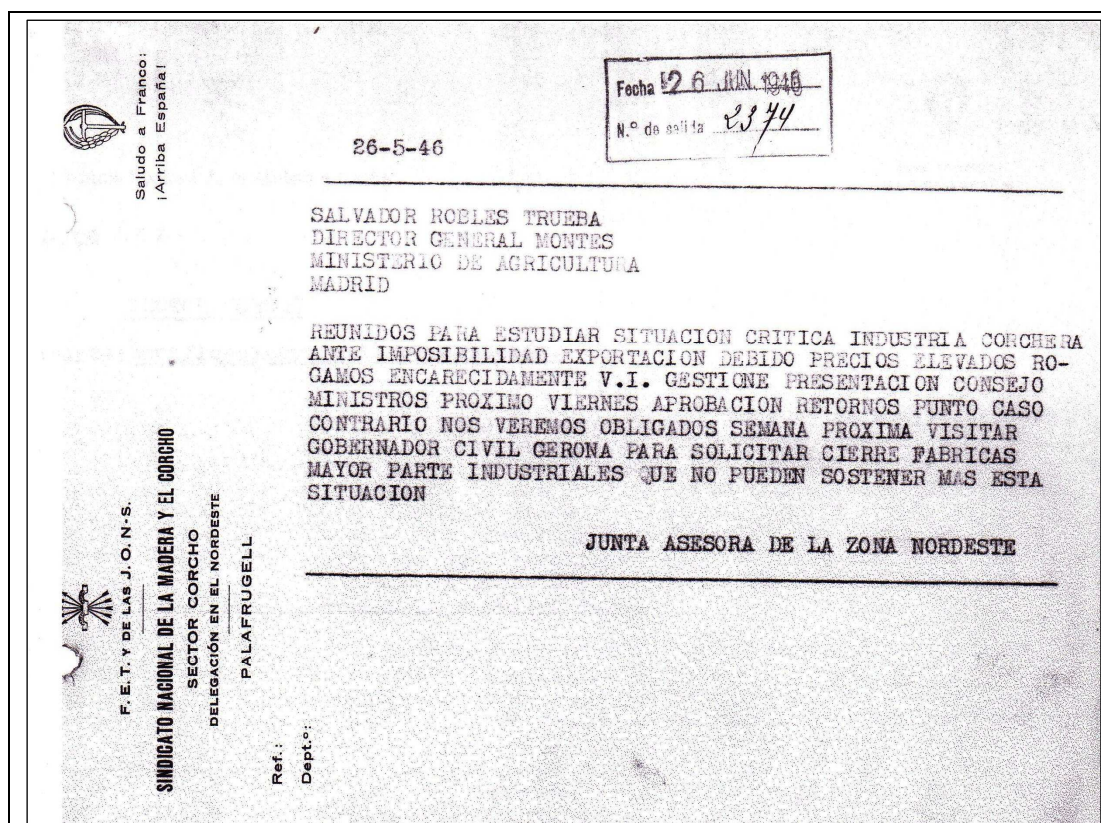 Saludo a Franco:
¡Arriba España!
Fecha 26 JUN. 1946
N.º de salida 2374
26-5-46
SALVADOR ROBLES TRUEBA
DIRECTOR GENERAL MONTES
MINISTERIO DE AGRICULTURA
MADRID
REUNIDOS PARA ESTUDIAR SITUACION CRITICA INDUSTRIA CORCHERA
ANTE IMPOSIBILIDAD EXPORTACION DEBIDO PRECIOS ELEVADOS RO-
GAMOS ENCARECIDAMENTE V.I. GESTIONE PRESENTACION CONSEJO
MINISTROS PROXIMO VIERNES APROBACION RETORNOS PUNTO CASO
CONTRARIO NOS VEREMOS OBLIGADOS SEMANA PROXIMA VISITAR
GOBERNADOR CIVIL GERONA PARA SOLICITAR CIERRE FABRICAS
MAYOR PARTE INDUSTRIALES QUE NO PUEDEN SOSTENER MAS ESTA
SITUACION
JUNTA ASESORA DE LA ZONA NORDESTE
F. E. T. Y DE LAS J. O. N-S.
SINDICATO NACIONAL DE LA MADERA Y EL CORCHO
SECTOR CORCHO
DELEGACIÓN EN EL NORDESTE
PALAFRUGELL
Ref.:
Dept.º: